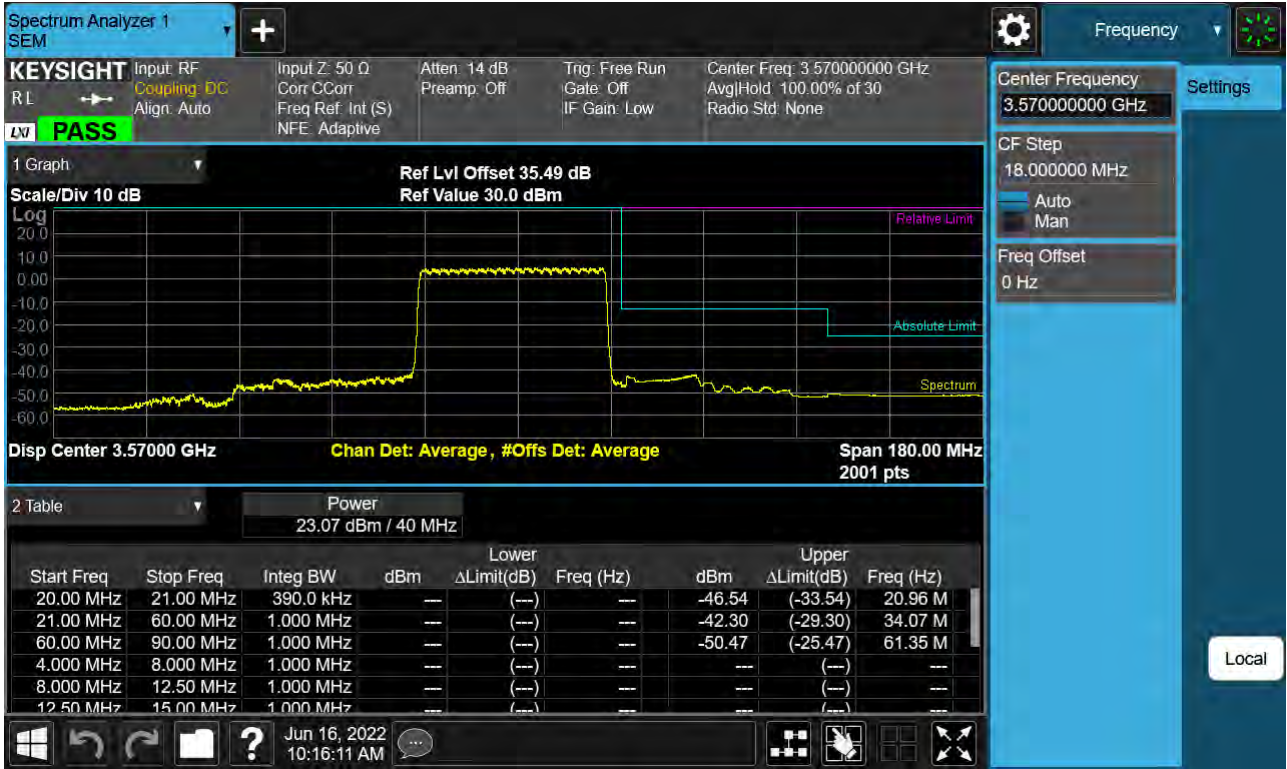 Spectrum Analyzer 1
SEM
+
Frequency
KEYSIGHT
RL
LXI PASS
Input: RF
Coupling: DC
Align: Auto
Input Z: 50 Ω
Corr CCorr
Freq Ref: Int (S)
NFE: Adaptive
Atten: 14 dB
Preamp: Off
Trig: Free Run
Gate: Off
IF Gain: Low
Center Freq: 3.570000000 GHz
Avg|Hold: 100.00% of 30
Radio Std: None
Center Frequency
3.570000000 GHz
Settings
CF Step
18.000000 MHz
Auto
Man
Freq Offset
0 Hz
1 Graph
Ref Lvl Offset 35.49 dB
Scale/Div 10 dB
Ref Value 30.0 dBm
Log
Relative Limit
20.0
10.0
0.00
-10.0
-20.0
Absolute Limit
-30.0
-40.0
Spectrum
-50.0
-60.0
Disp Center 3.57000 GHz
Chan Det: Average , #Offs Det: Average
Span 180.00 MHz
2001 pts
2 Table
Power
23.07 dBm / 40 MHz
Lower Upper
Start Freq Stop Freq Integ BW dBm ΔLimit(dB) Freq (Hz) dBm ΔLimit(dB) Freq (Hz)
20.00 MHz 21.00 MHz 390.0 kHz --- (---) --- -46.54 (-33.54) 20.96 M
21.00 MHz 60.00 MHz 1.000 MHz --- (---) --- -42.30 (-29.30) 34.07 M
60.00 MHz 90.00 MHz 1.000 MHz --- (---) --- -50.47 (-25.47) 61.35 M
4.000 MHz 8.000 MHz 1.000 MHz --- (---) --- --- (---) ---
8.000 MHz 12.50 MHz 1.000 MHz --- (---) --- --- (---) ---
12.50 MHz 15.00 MHz 1.000 MHz --- (---) --- --- (---) ---
Local
?
Jun 16, 2022
10:16:11 AM